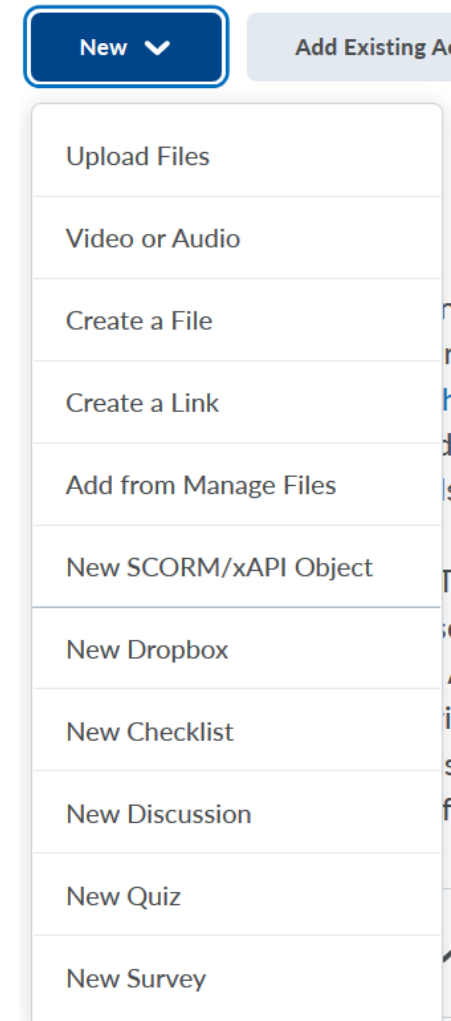 New
Add Existing
Upload Files
Video or Audio
Create a File
Create a Link
Add from Manage Files
New SCORM/xAPI Object
New Dropbox
New Checklist
New Discussion
New Quiz
New Survey